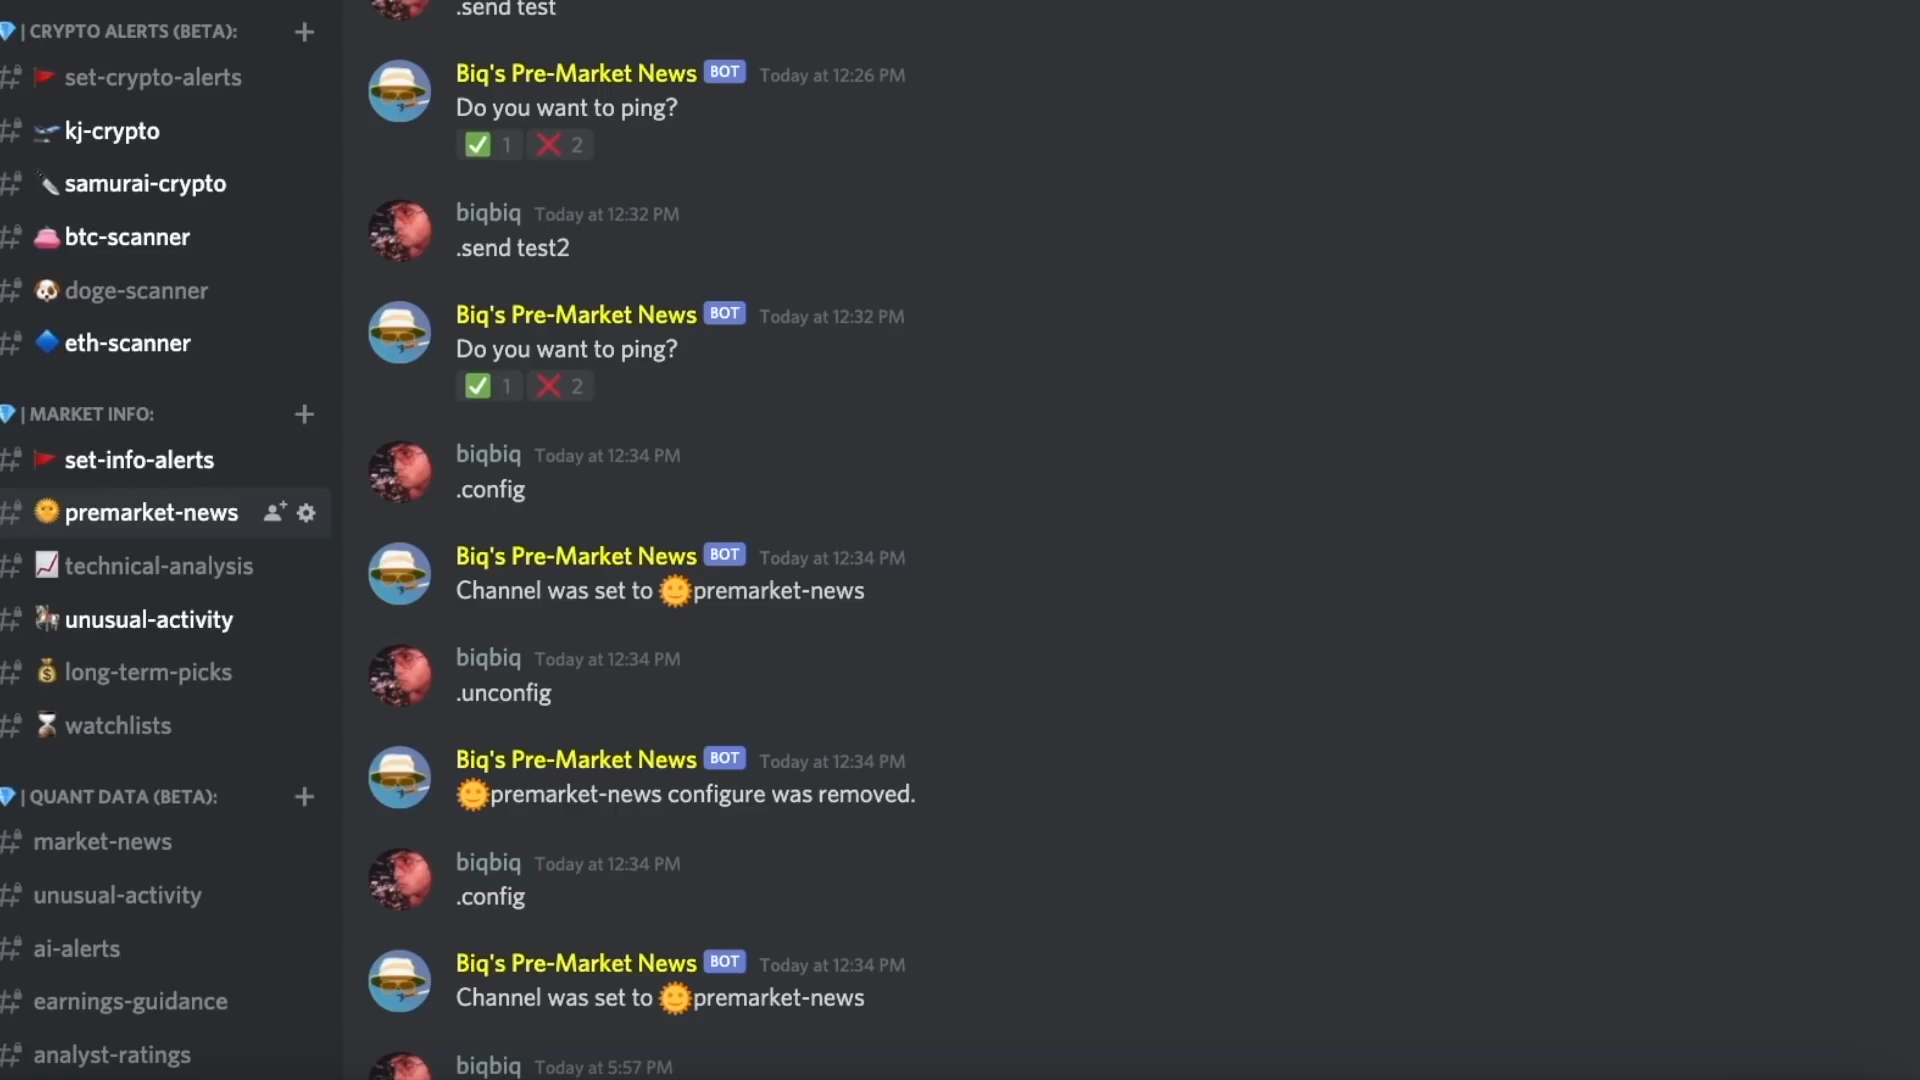 | CRYPTO ALERTS (BETA):
set-crypto-alerts
kj-crypto
samurai-crypto
btc-scanner
doge-scanner
eth-scanner
| MARKET INFO:
set-info-alerts
premarket-news
technical-analysis
unusual-activity
long-term-picks
watchlists
| QUANT DATA (BETA):
market-news
unusual-activity
ai-alerts
earnings-guidance
analyst-ratings
.send test
Biq's Pre-Market News BOT Today at 12:26 PM
Do you want to ping?
1 2
biqbiq Today at 12:32 PM
.send test2
Biq's Pre-Market News BOT Today at 12:32 PM
Do you want to ping?
1 2
biqbiq Today at 12:34 PM
.config
Biq's Pre-Market News BOT Today at 12:34 PM
Channel was set to premarket-news
biqbiq Today at 12:34 PM
.unconfig
Biq's Pre-Market News BOT Today at 12:34 PM
premarket-news configure was removed.
biqbiq Today at 12:34 PM
.config
Biq's Pre-Market News BOT Today at 12:34 PM
Channel was set to premarket-news
biqbiq Today at 5:57 PM